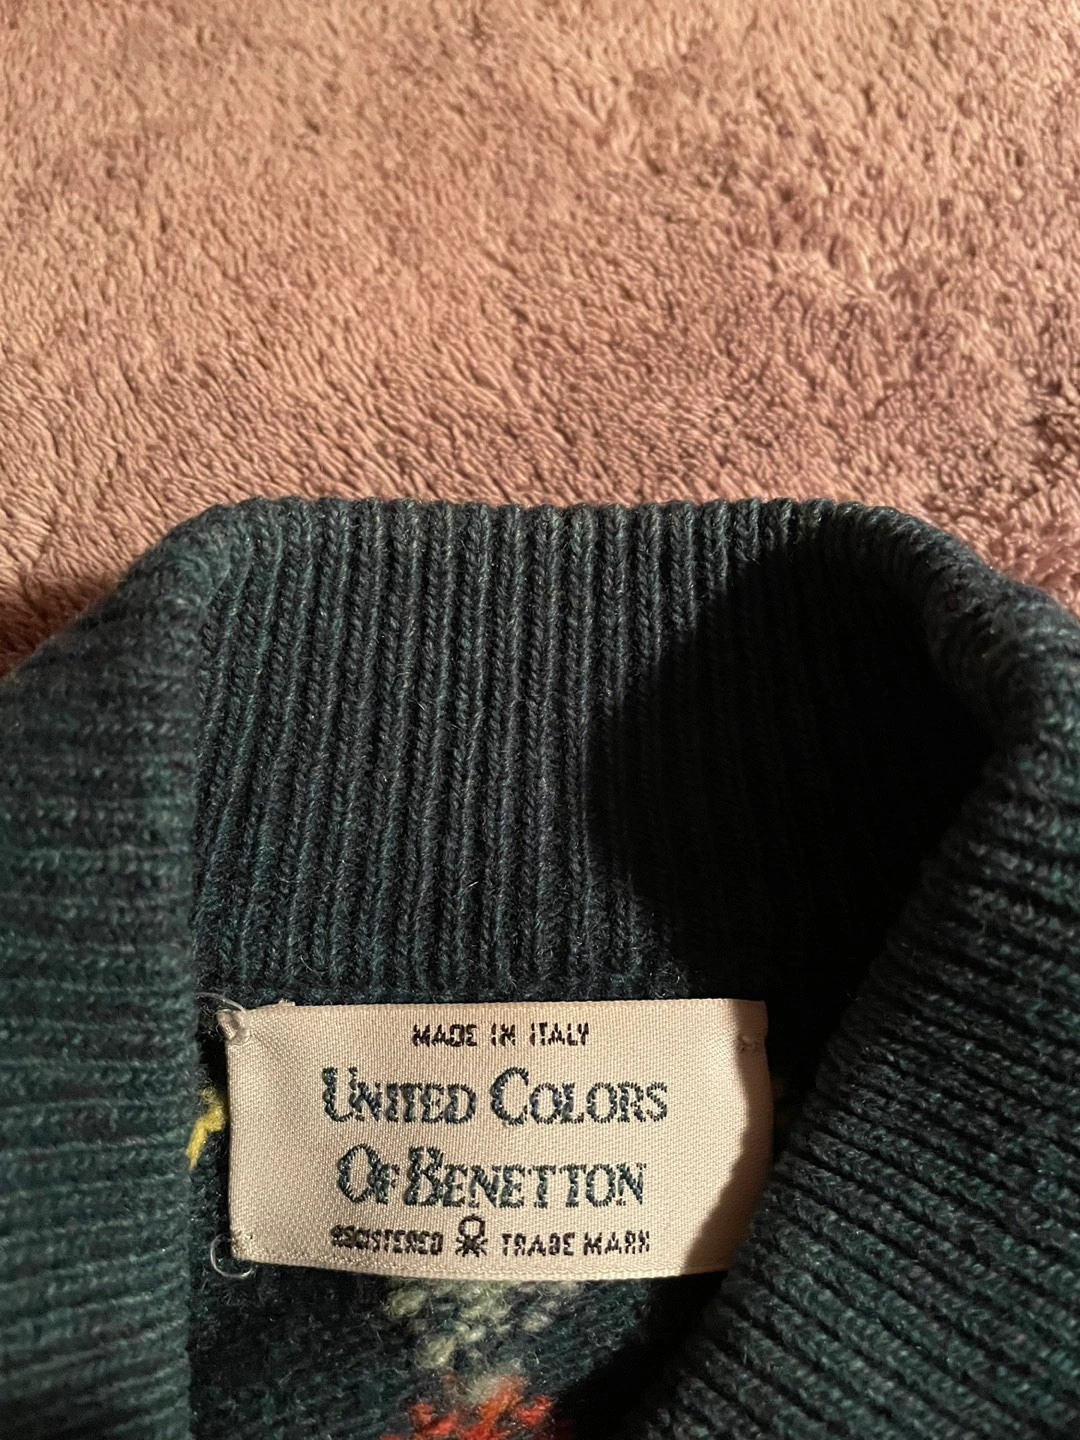 MADE IN ITALY
UNITED COLORS
OF BENETTON
REGISTERED TRADE MARK